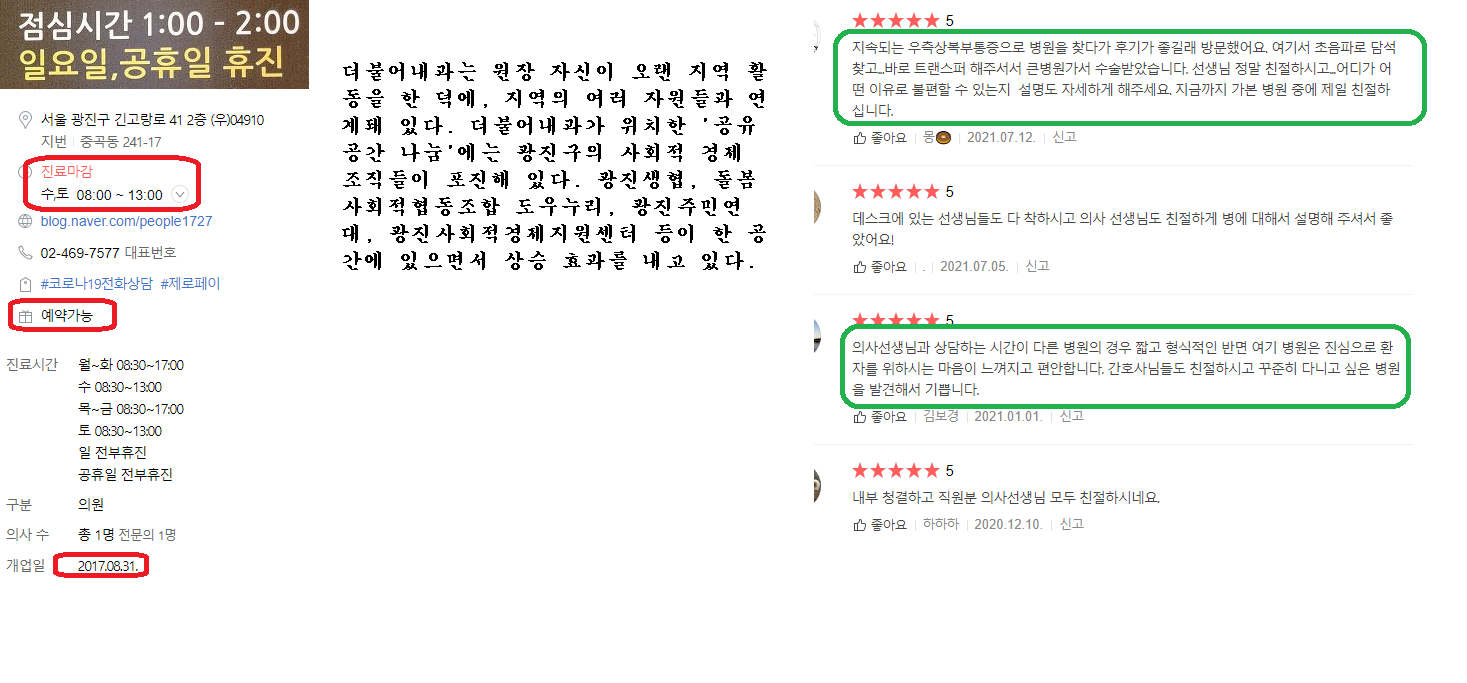 점심시간 1:00 - 2:00
일요일,공휴일 휴진
서울 광진구 긴고랑로 41 2층 (우)04910
지번 중곡동 241-17
진료마감
수,토 08:00 ~ 13:00
blog.naver.com/people1727
02-469-7577 대표번호
#코로나19전화상담 #제로페이
예약가능
진료시간 월~화 08:30~17:00
수 08:30~13:00
목~금 08:30~17:00
토 08:30~13:00
일 전부휴진
공휴일 전부휴진
구분 의원
의사 수 총 1명 전문의 1명
개업일 2017.08.31.
더불어내과는 원장 자신이 오랜 지역 활
동을 한 덕에, 지역의 여러 자원들과 연
계돼 있다. 더불어내과가 위치한 '공유
공간 나눔'에는 광진구의 사회적 경제
조직들이 포진해 있다. 광진생협, 돌봄
사회적협동조합 도우누리, 광진주민연
대, 광진사회적경제지원센터 등이 한 공
간에 있으면서 상승 효과를 내고 있다.
★★★★★ 5
지속되는 우측상복부통증으로 병원을 찾다가 후기가 좋길래 방문했어요. 여기서 초음파로 담석
찾고...바로 트랜스퍼 해주셔서 큰병원가서 수술받았습니다. 선생님 정말 친절하시고...어디가 어
떤 이유로 불편할 수 있는지 설명도 자세하게 해주세요. 지금까지 가본 병원 중에 제일 친절하
십니다.
좋아요 몽🍩 2021.07.12. 신고
★★★★★ 5
데스크에 있는 선생님들도 다 착하시고 의사 선생님도 친절하게 병에 대해서 설명해 주셔서 좋
았어요!
좋아요 . 2021.07.05. 신고
★★★★★ 5
의사선생님과 상담하는 시간이 다른 병원의 경우 짧고 형식적인 반면 여기 병원은 진심으로 환
자를 위하시는 마음이 느껴지고 편안합니다. 간호사님들도 친절하시고 꾸준히 다니고 싶은 병원
을 발견해서 기쁩니다.
좋아요 김보경 2021.01.01. 신고
★★★★★ 5
내부 청결하고 직원분 의사선생님 모두 친절하시네요.
좋아요 하하하 2020.12.10. 신고